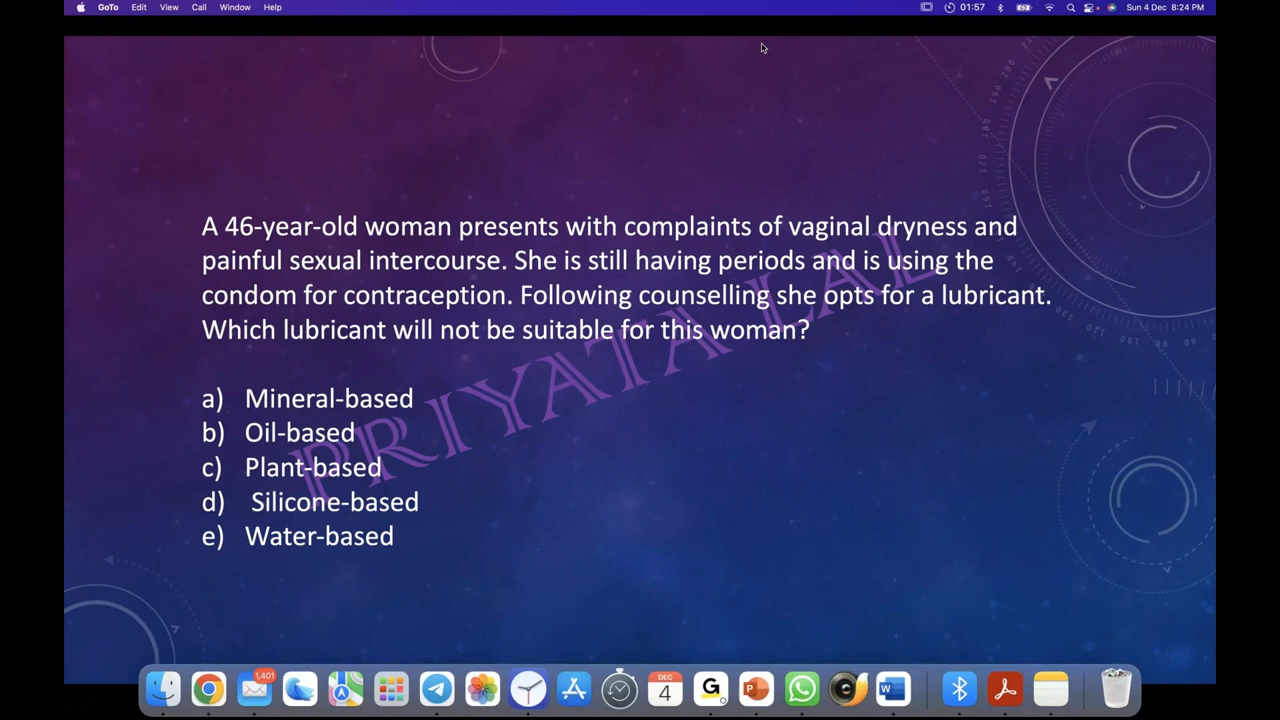 GoTo Edit View Call Window Help 01:57 Sun 4 Dec 8:24 PM
A 46-year-old woman presents with complaints of vaginal dryness and
painful sexual intercourse. She is still having periods and is using the
condom for contraception. Following counselling she opts for a lubricant.
Which lubricant will not be suitable for this woman?
a) Mineral-based
b) Oil-based
c) Plant-based
d) Silicone-based
e) Water-based
PRIYATA LAL
1,401
DEC
4